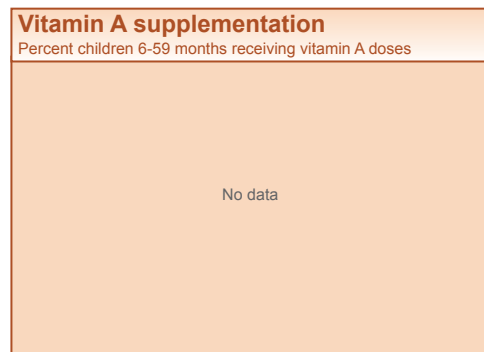 Vitamin A supplementation
Percent children 6-59 months receiving vitamin A doses
No data